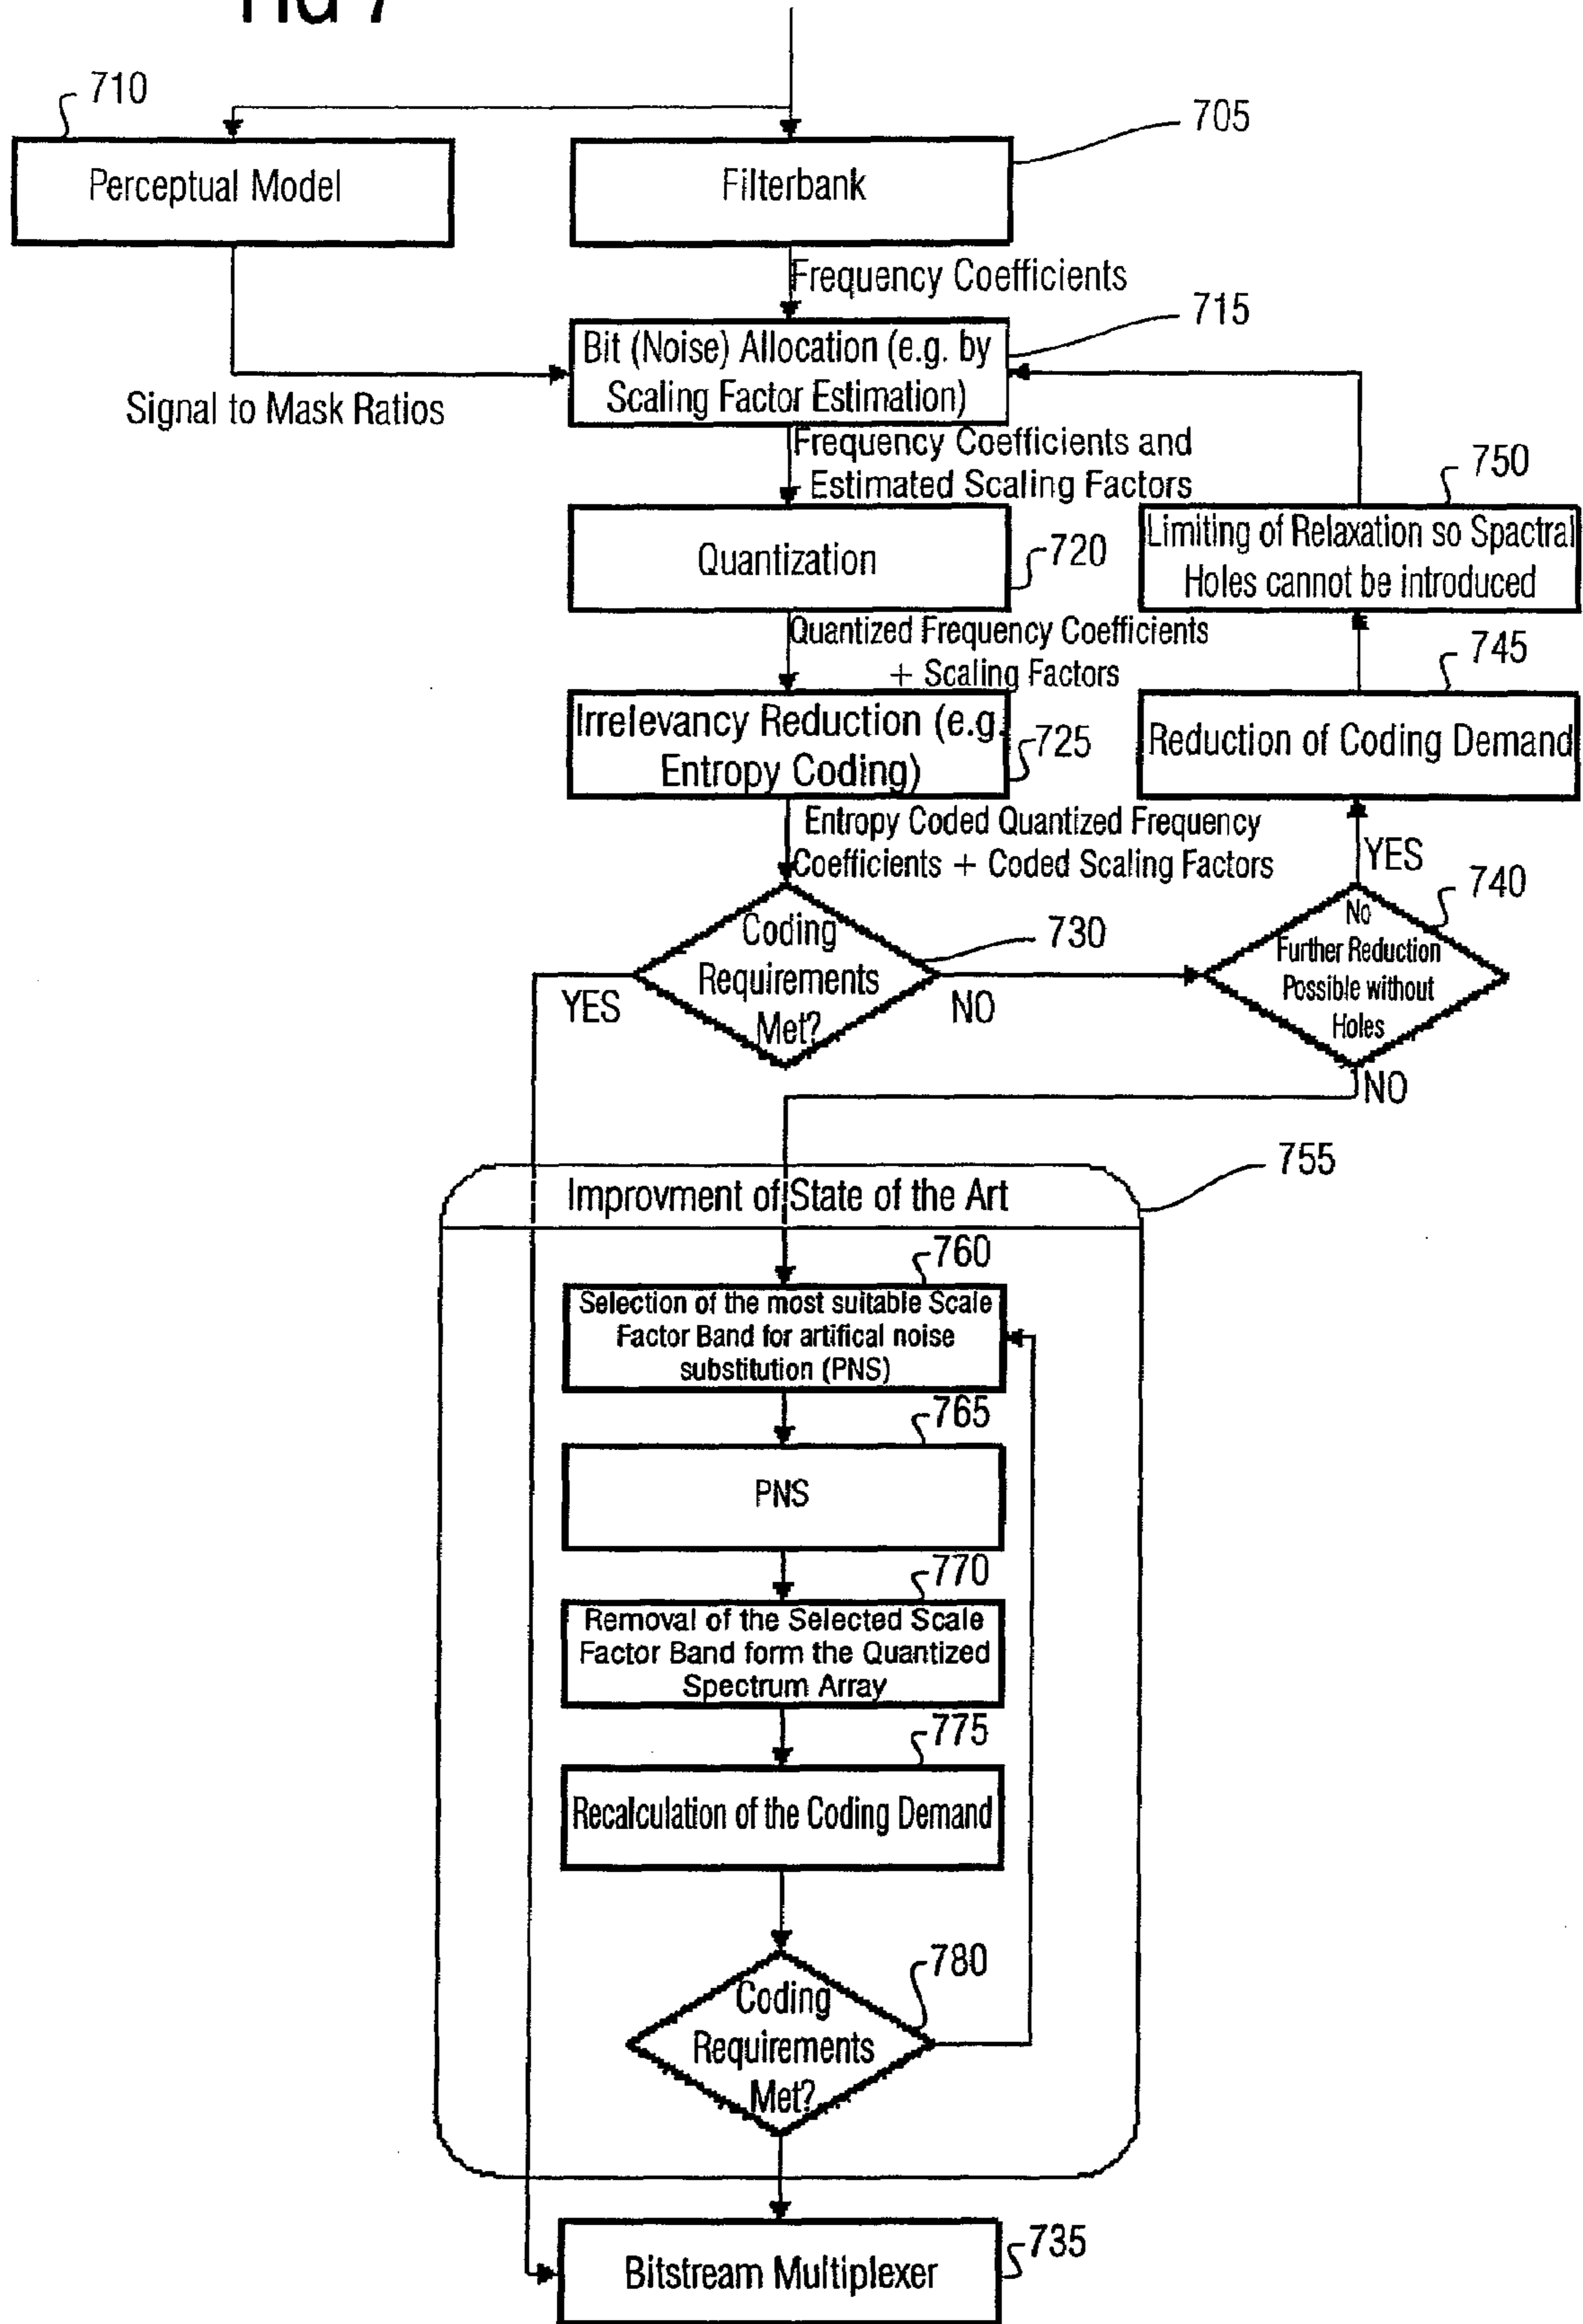 FIG 7
710
705
Perceptual Model
Filterbank
Frequency Coefficients
715
Bit (Noise) Allocation (e.g. by
Scaling Factor Estimation)
Signal to Mask Ratios
Frequency Coefficients and
Estimated Scaling Factors
750
Quantization
720
Limiting of Relaxation so Spactral
Holes cannot be introduced
Quantized Frequency Coefficients
+ Scaling Factors
745
Irrelevancy Reduction (e.g.
Entropy Coding)
725
Reduction of Coding Demand
Entropy Coded Quantized Frequency
Coefficients + Coded Scaling Factors
YES
740
Coding
Requirements
Met?
730
No
Further Reduction
Possible without
Holes
YES
NO
NO
755
Improvment of State of the Art
760
Selection of the most suitable Scale
Factor Band for artifical noise
substitution (PNS)
765
PNS
770
Removal of the Selected Scale
Factor Band form the Quantized
Spectrum Array
775
Recalculation of the Coding Demand
780
Coding
Requirements
Met?
735
Bitstream Multiplexer